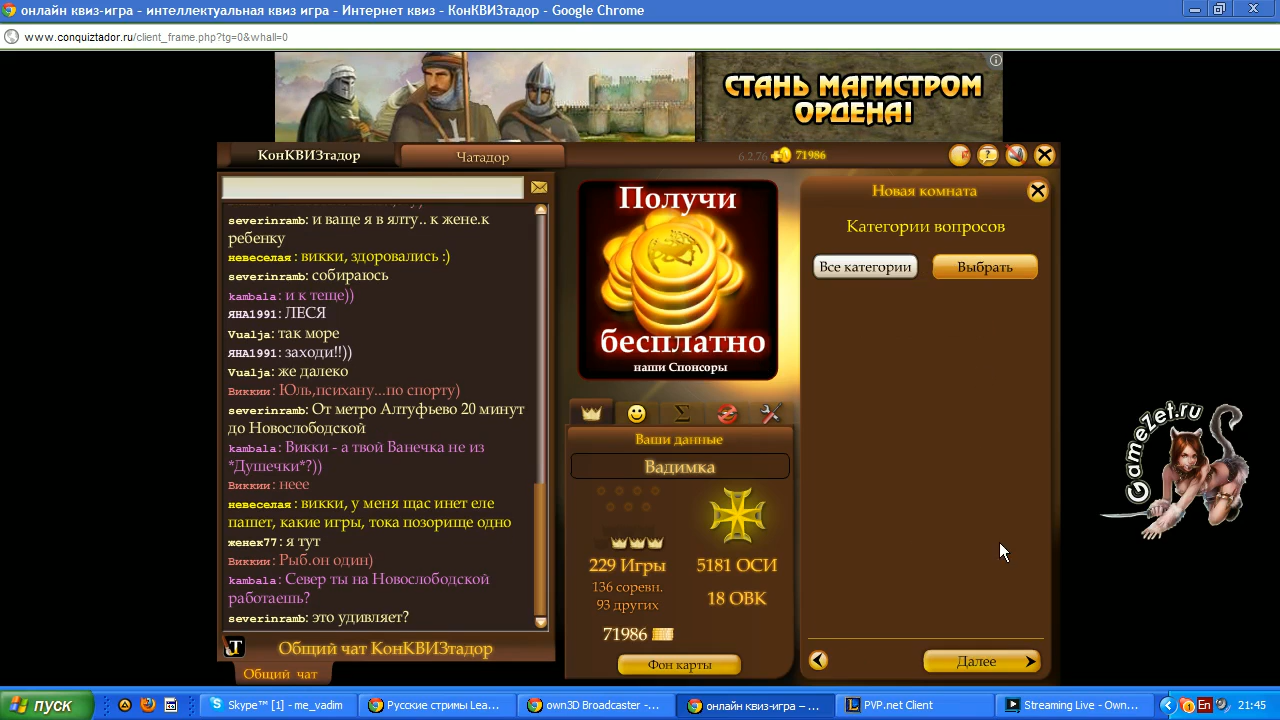 онлайн квиз-игра - интеллектуальная квиз игра - Интернет квиз - КонКВИЗтадор - Google Chrome
www.conquiztador.ru/client_frame.php?tg=0&whall=0
СТАНЬ МАГИСТРОМ
ОРДЕНА!
КонКВИЗтадор
Чатадор
6.2.76
71986
severinramb: и ваще я в ялту.. к жене.к
ребенку
невеселая : викки, здоровались :)
severinramb: собираюсь
kambala: и к теще))
ЯНА1991: ЛЕСЯ
Vualja: так море
ЯНА1991: заходи!!))
Vualja: же далеко
Виккии: Юль,психану...по спорту)
severinramb: От метро Алтуфьево 20 минут
до Новослободской
kambala: Викки - а твой Ванечка не из
*Душечки*?))
Виккии: неее
невеселая : викки, у меня щас инет еле
пашет, какие игры, тока позорище одно
женек77: я тут
Виккии: Рыб.он один)
kambala: Север ты на Новослободской
работаешь?
severinramb: это удивляет?
Общий чат КонКВИЗтадор
Общий чат
Получи
бесплатно
наши Спонсоры
Ваши данные
Вадимка
229 Игры
136 соревн.
93 других
5181 ОСИ
18 ОВК
71986
Фон карты
Новая комната
Категории вопросов
Все категории
Выбрать
Далее
GameZet.ru
пуск
Skype™ [1] - me_vadim
Русские стримы Lea...
own3D Broadcaster -...
онлайн квиз-игра – ...
PVP.net Client
Streaming Live - Own...
En
21:45